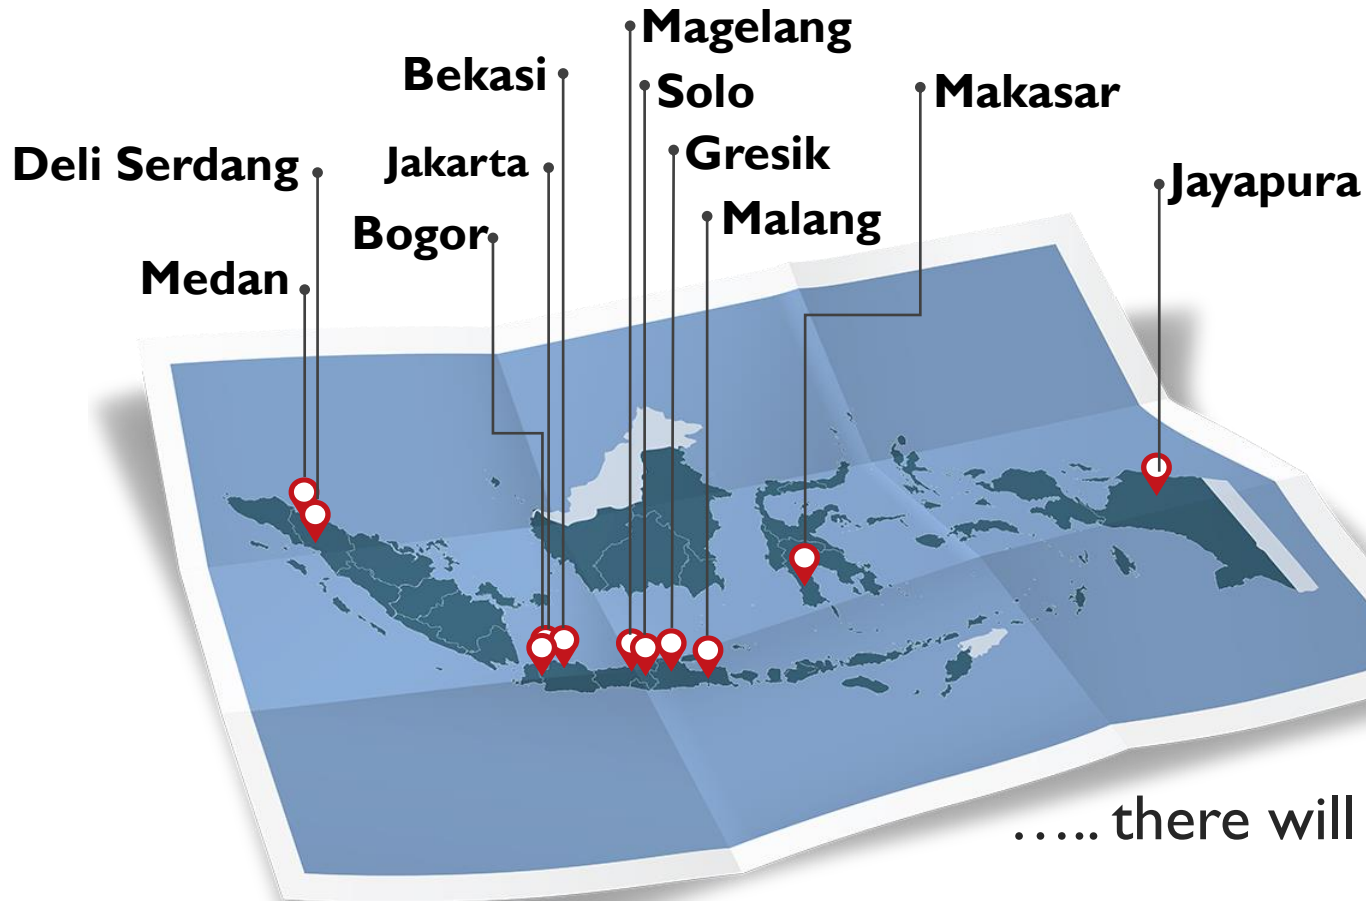 Magelang
Bekasi
Solo
Makasar
Deli Serdang
Jakarta
Gresik
Jayapura
Bogor
Malang
Medan
..... there will